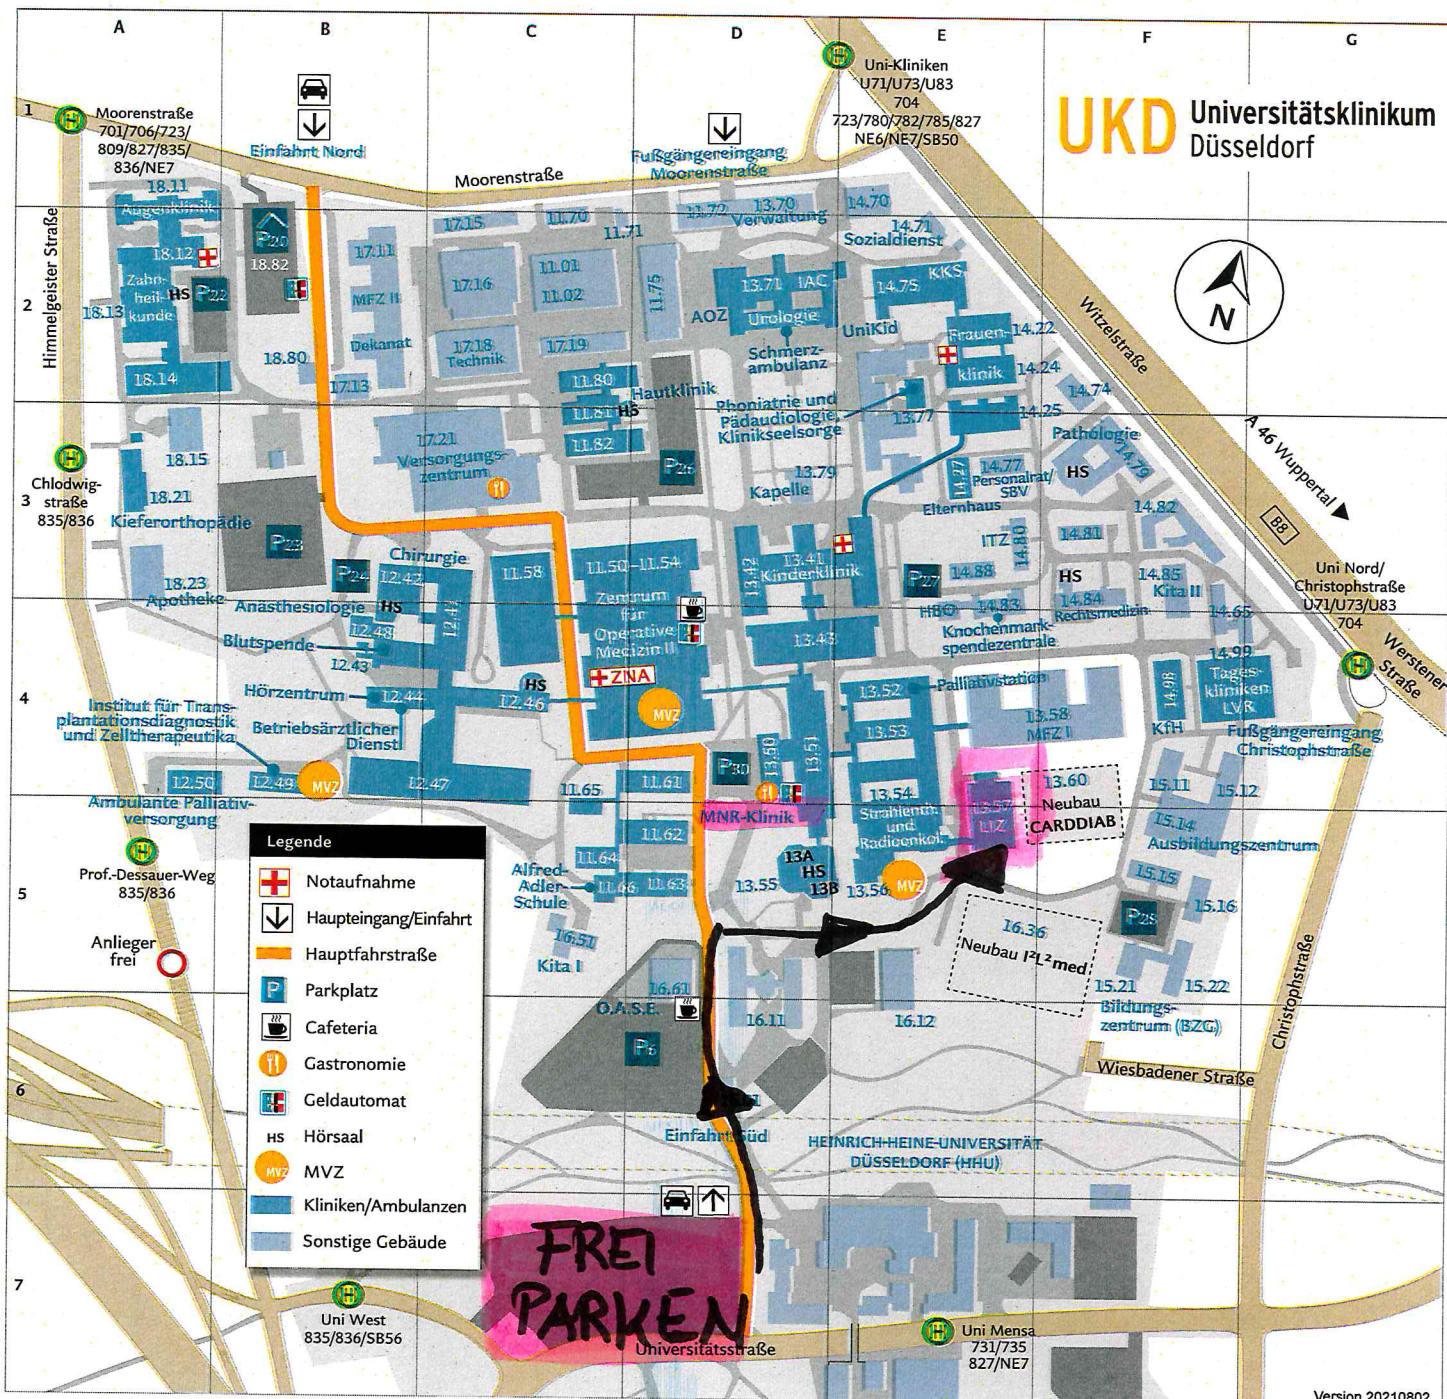 A
B
C
D
E
F
G
1
2
3
4
5
6
7
UKD Universitätsklinikum
Düsseldorf
Moorenstraße
701/706/723/
809/827/835/
836/NE7
Einfahrt Nord
Moorenstraße
Fußgängereingang
Moorenstraße
Uni-Kliniken
U71/U73/U83
704
723/780/782/785/827
NE6/NE7/SB50
Himmelgeister Straße
18.11
Augenklinik
18.12
Zahn-
heil-
kunde
HS
P22
18.13
18.14
P20
18.82
18.80
17.11
MFZ II
Dekanat
17.13
17.15
17.16
17.18
Technik
11.70
11.71
11.01
11.02
17.19
11.75
11.72
13.70
Verwaltung
14.70
14.71
Sozialdienst
13.71
IAC
AOZ
Urologie
Schmerz-
ambulanz
14.75
KKS
UniKid
Frauen-
klinik
14.22
14.24
14.25
14.74
N
Witzelstraße
11.80
11.81
HS
11.82
Hautklinik
P26
Phoniatrie und
Pädaudiologie
Klinikseelsorge
13.77
13.79
Kapelle
14.27
14.77
Personalrat/
SBV
Elternhaus
Pathologie
HS
14.79
14.82
A 46 Wuppertal
B8
17.21
Versorgungs-
zentrum
18.15
18.21
Kieferorthopädie
Chlodwig-
straße
835/836
P23
P24
18.23
Apotheke
Chirurgie
12.42
Anästhesiologie
HS
12.48
Blutspende
12.43
12.41
11.58
11.50–11.54
Zentrum
für
Operative
Medizin II
ZNA
MVZ
13.42
13.41
Kinderklinik
13.43
P27
ITZ
14.80
14.81
14.88
HBO
14.83
Knochenmark-
spendezentrale
HS
14.84
Rechtsmedizin
14.85
Kita II
14.65
Uni Nord/
Christophstraße
U71/U73/U83
704
Werstener
Straße
Hörzentrum
12.44
HS
12.46
Institut für Trans-
plantationsdiagnostik
und Zelltherapeutika
Betriebsärztlicher
Dienst
12.50
12.49
MVZ
12.47
Ambulante Palliativ-
versorgung
13.52
Palliativstation
13.53
13.58
MFZ I
14.98
KfH
14.99
Tages-
kliniken
LVR
Fußgängereingang
Christophstraße
P30
13.50
13.51
11.61
11.65
MNR-Klinik
13.54
Strahlenth.
und
Radioonkol.
13.57
LTZ
13.60
Neubau
CARDDIAB
15.11
15.12
15.14
Ausbildungszentrum
15.15
15.16
P28
11.62
11.64
11.66
11.63
Alfred-
Adler-
Schule
13A
HS
13B
13.55
13.56
MVZ
16.51
Kita I
16.36
Neubau I²L²med
15.21
15.22
Bildungs-
zentrum (BZG)
Prof.-Dessauer-Weg
835/836
Anlieger
frei
16.61
O.A.S.E.
P6
16.11
16.12
Wiesbadener Straße
Christophstraße
Einfahrt Süd
HEINRICH-HEINE-UNIVERSITÄT
DÜSSELDORF (HHU)
FREI
PARKEN
Universitätsstraße
Uni West
835/836/SB56
Uni Mensa
731/735
827/NE7
Legende
Notaufnahme
Haupteingang/Einfahrt
Hauptfahrstraße
P Parkplatz
Cafeteria
Gastronomie
Geldautomat
HS Hörsaal
MVZ MVZ
Kliniken/Ambulanzen
Sonstige Gebäude
Version 20210802